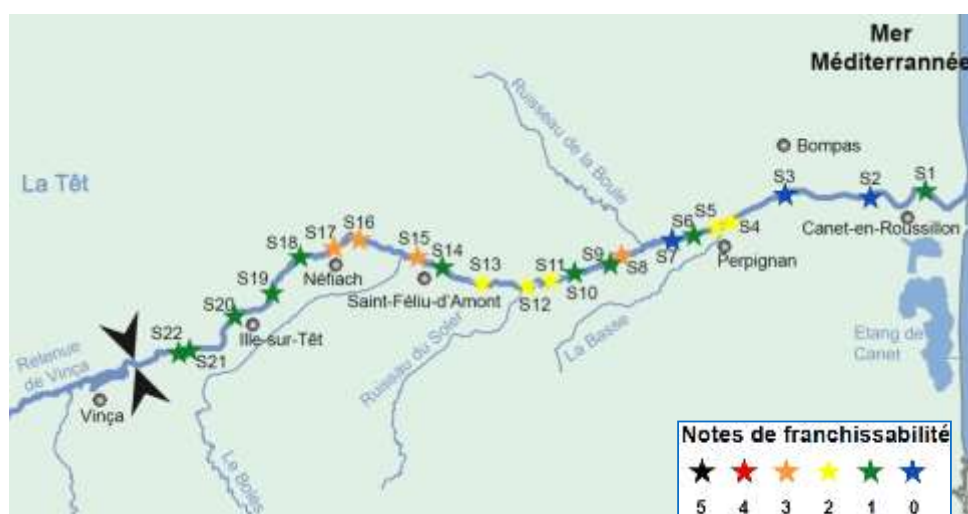 Mer
Méditerrannée
Ruisseau de la Boule
Bompas
La Têt
S3
S2
S1
Canet-en-Roussillon
S6
S5
S4
S7
Perpignan
S17
S16
S15
S14
S13
S12
S11
S10
S9
S8
S18
Néfiach
Saint-Féliu-d'Amont
S19
S20
Ille-sur-Têt
S22
S21
Retenue
de Vinça
Vinça
Le Bolès
Ruisau du Soler
La Basse
Etang de
Canet
Notes de franchissabilité
5 4 3 2 1 0